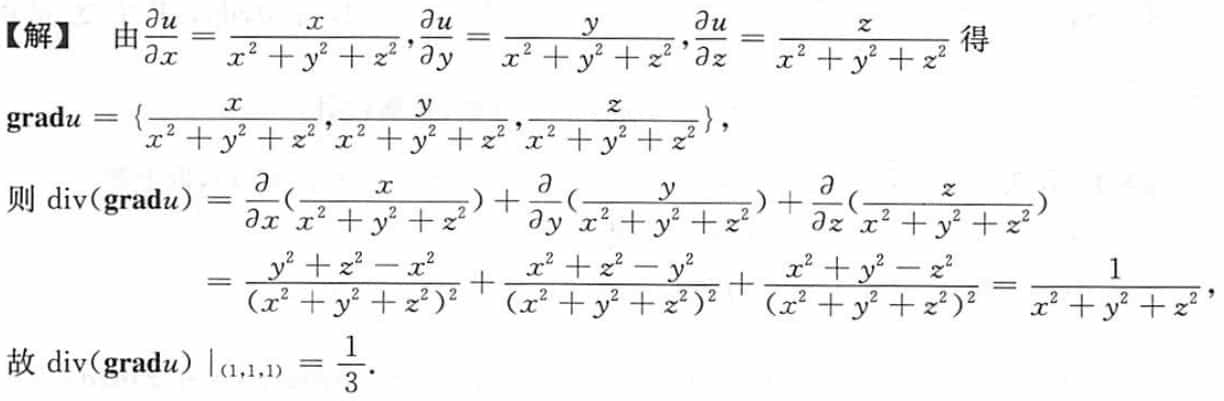 【解】 由∂u/∂x = x/(x² + y² + z²), ∂u/∂y = y/(x² + y² + z²), ∂u/∂z = z/(x² + y² + z²) 得
gradu = {x/(x² + y² + z²), y/(x² + y² + z²), z/(x² + y² + z²)},
则 div(gradu) = ∂/∂x(x/(x² + y² + z²)) + ∂/∂y(y/(x² + y² + z²)) + ∂/∂z(z/(x² + y² + z²))
= (y² + z² − x²)/(x² + y² + z²)² + (x² + z² − y²)/(x² + y² + z²)² + (x² + y² − z²)/(x² + y² + z²)² = 1/(x² + y² + z²),
故 div(gradu) |₍₁,₁,₁₎ = 1/3.